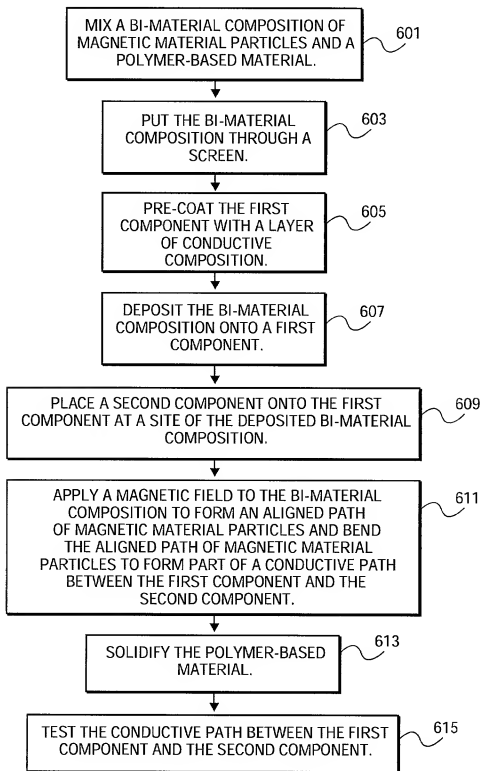 MIX A BI-MATERIAL COMPOSITION OF
MAGNETIC MATERIAL PARTICLES AND A
POLYMER-BASED MATERIAL.
601
PUT THE BI-MATERIAL
COMPOSITION THROUGH A
SCREEN.
603
PRE-COAT THE FIRST
COMPONENT WITH A LAYER
OF CONDUCTIVE
COMPOSITION.
605
DEPOSIT THE BI-MATERIAL
COMPOSITION ONTO A FIRST
COMPONENT.
607
PLACE A SECOND COMPONENT ONTO THE FIRST
COMPONENT AT A SITE OF THE DEPOSITED BI-MATERIAL
COMPOSITION.
609
APPLY A MAGNETIC FIELD TO THE BI-MATERIAL
COMPOSITION TO FORM AN ALIGNED PATH
OF MAGNETIC MATERIAL PARTICLES AND BEND
THE ALIGNED PATH OF MAGNETIC MATERIAL
PARTICLES TO FORM PART OF A CONDUCTIVE PATH
BETWEEN THE FIRST COMPONENT AND THE
SECOND COMPONENT.
611
SOLIDIFY THE POLYMER-BASED
MATERIAL.
613
TEST THE CONDUCTIVE PATH BETWEEN THE FIRST
COMPONENT AND THE SECOND COMPONENT.
615